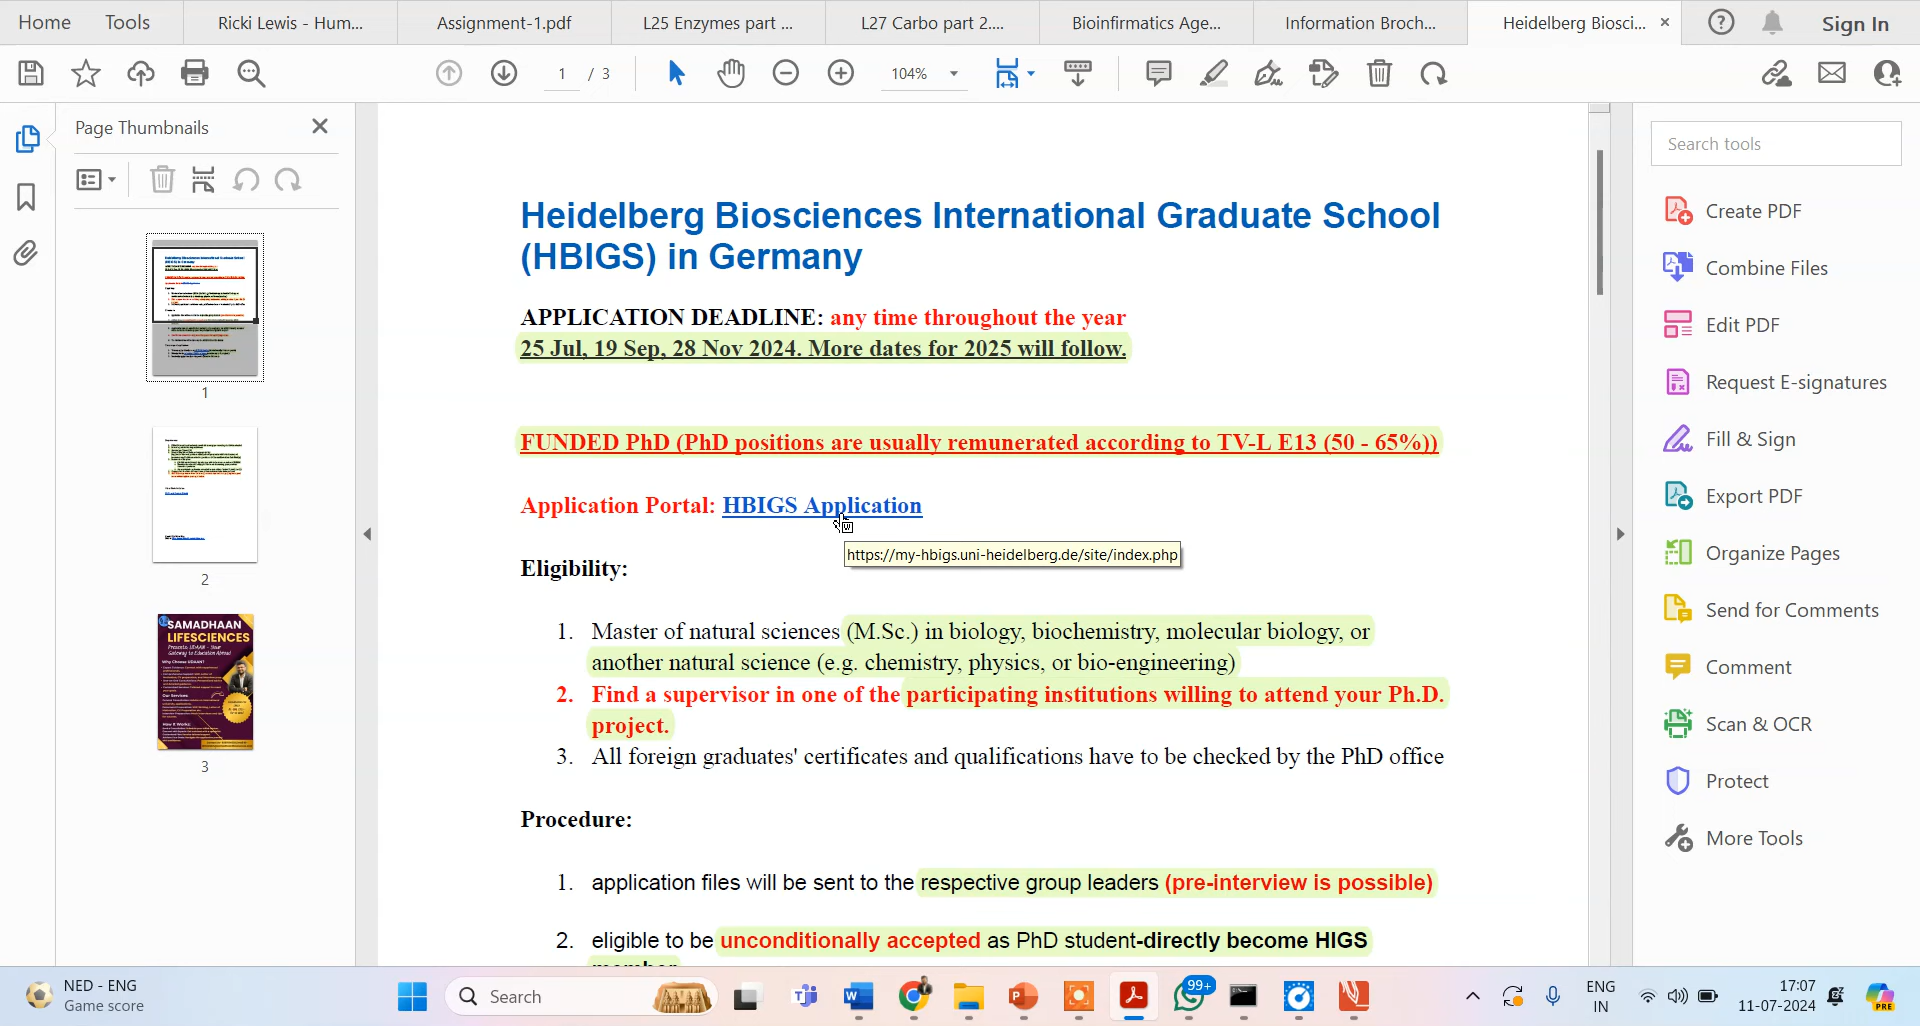 Home
Tools
Ricki Lewis - Hum...
Assignment-1.pdf
L25 Enzymes part ...
L27 Carbo part 2....
Bioinfirmatics Age...
Information Broch...
Heidelberg Biosci...
Sign In
1 / 3
104%
Page Thumbnails
1
2
SAMADHAAN
LIFESCIENCES
3
Heidelberg Biosciences International Graduate School
(HBIGS) in Germany
APPLICATION DEADLINE: any time throughout the year
25 Jul, 19 Sep, 28 Nov 2024. More dates for 2025 will follow.
FUNDED PhD (PhD positions are usually remunerated according to TV-L E13 (50 - 65%))
Application Portal: HBIGS Application
https://my-hbigs.uni-heidelberg.de/site/index.php
Eligibility:
1. Master of natural sciences (M.Sc.) in biology, biochemistry, molecular biology, or
another natural science (e.g. chemistry, physics, or bio-engineering)
2. Find a supervisor in one of the participating institutions willing to attend your Ph.D.
project.
3. All foreign graduates' certificates and qualifications have to be checked by the PhD office
Procedure:
1. application files will be sent to the respective group leaders (pre-interview is possible)
2. eligible to be unconditionally accepted as PhD student-directly become HIGS
Search tools
Create PDF
Combine Files
Edit PDF
Request E-signatures
Fill & Sign
Export PDF
Organize Pages
Send for Comments
Comment
Scan & OCR
Protect
More Tools
NED - ENG
Game score
Search
99+
ENG
IN
17:07
11-07-2024
PRE